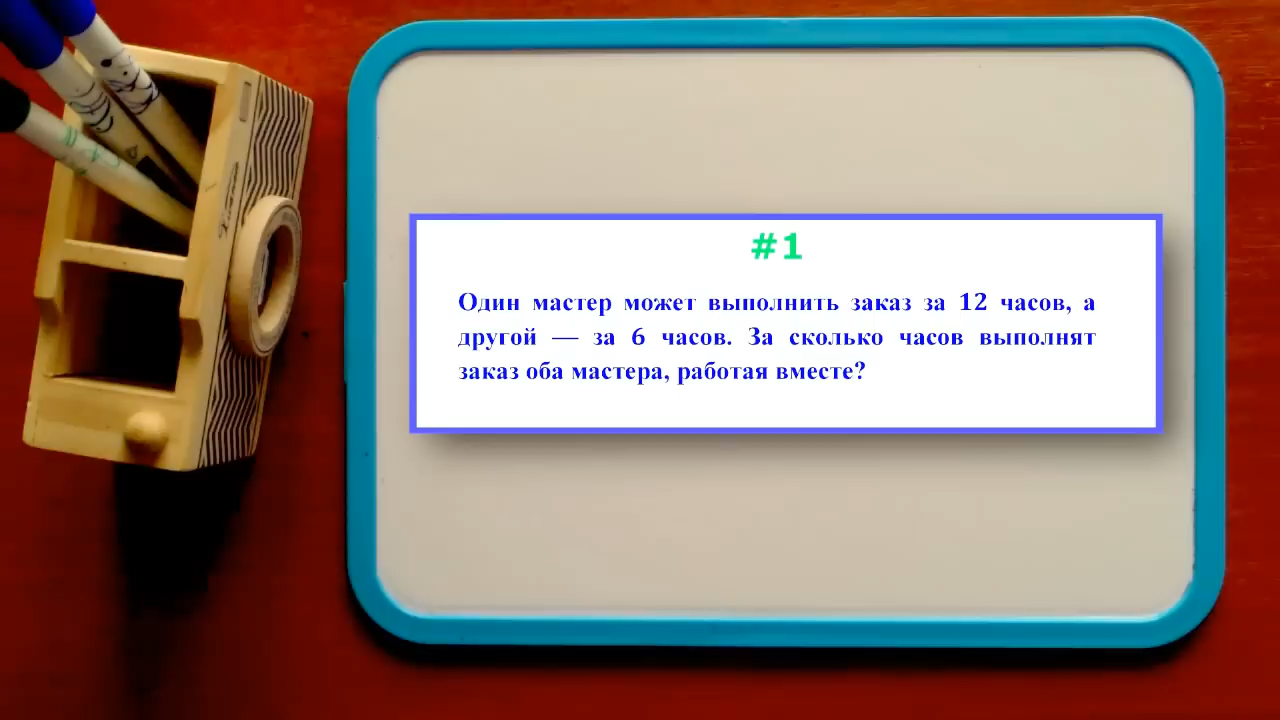 #1
Один мастер может выполнить заказ за 12 часов, а
другой — за 6 часов. За сколько часов выполнят
заказ оба мастера, работая вместе?